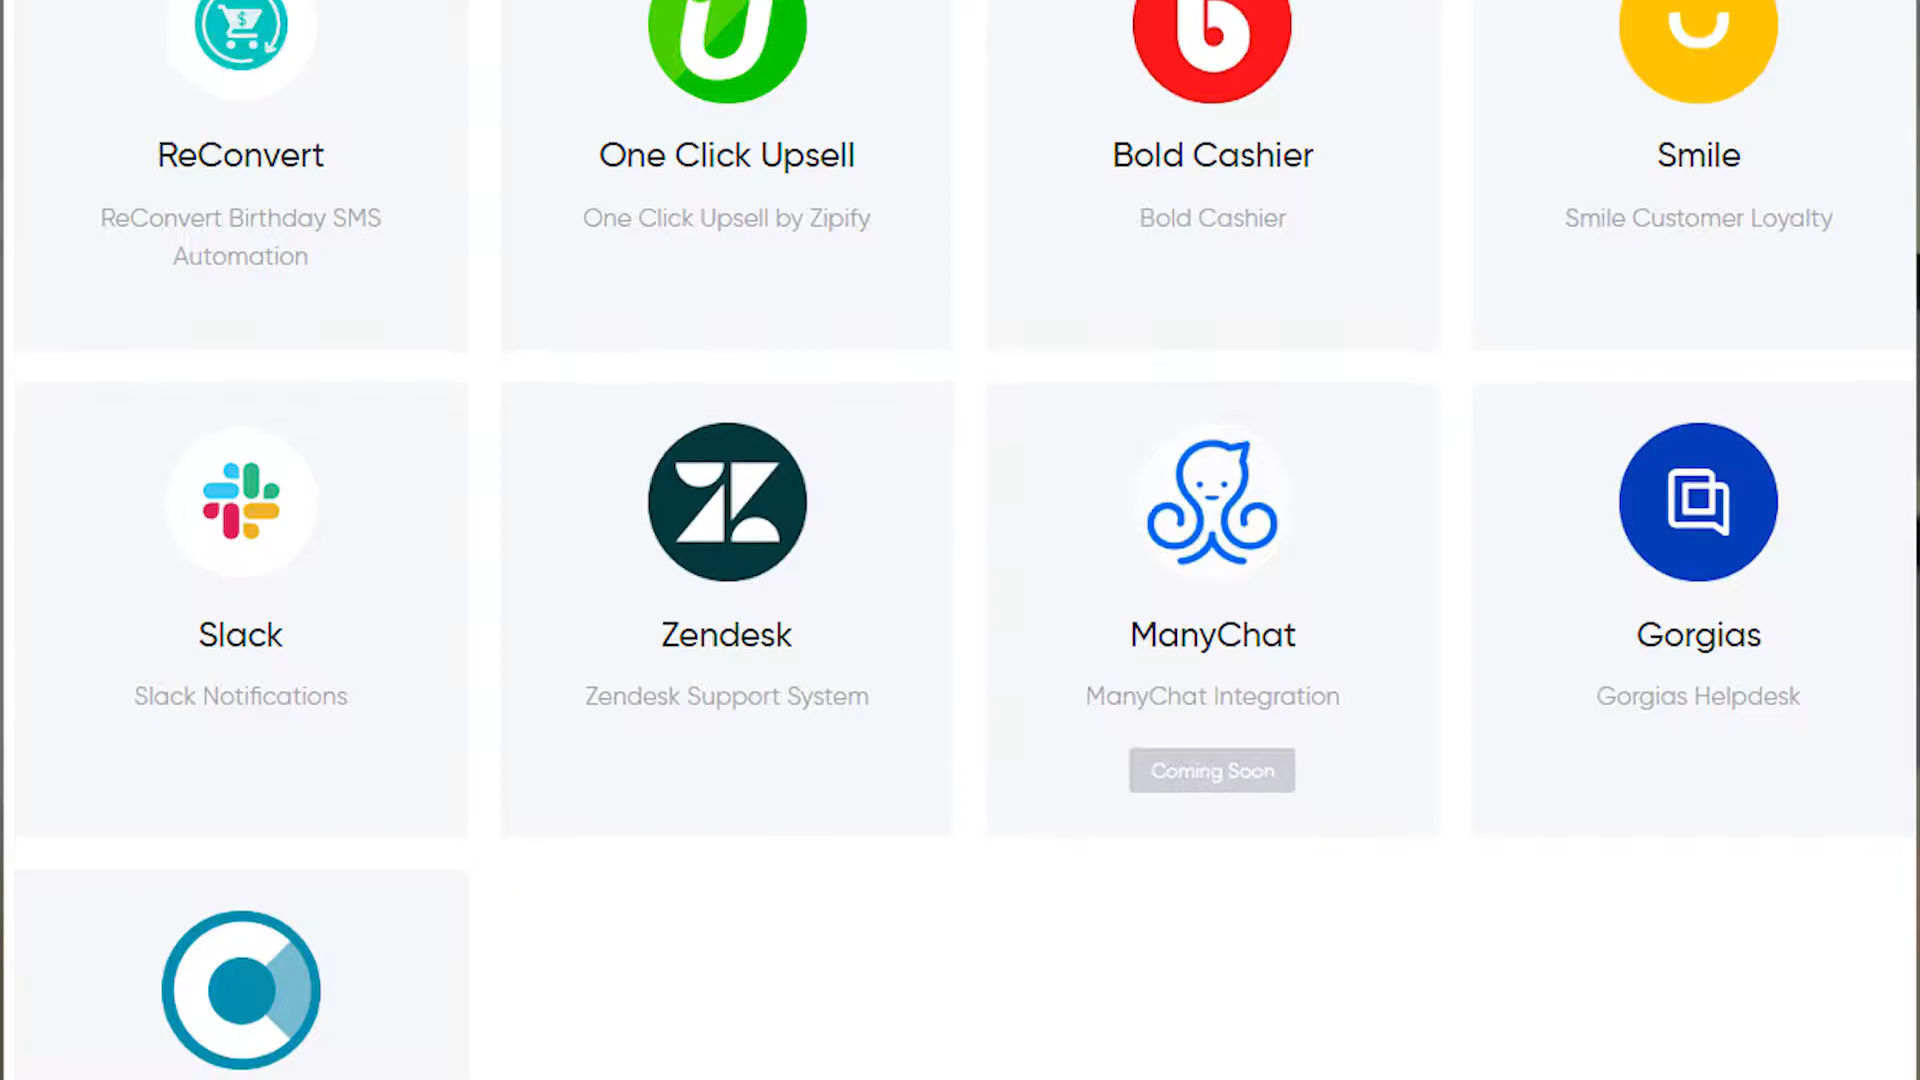 ReConvert
ReConvert Birthday SMS
Automation
One Click Upsell
One Click Upsell by Zipify
Bold Cashier
Bold Cashier
Smile
Smile Customer Loyalty
Slack
Slack Notifications
Zendesk
Zendesk Support System
ManyChat
ManyChat Integration
Coming Soon
Gorgias
Gorgias Helpdesk